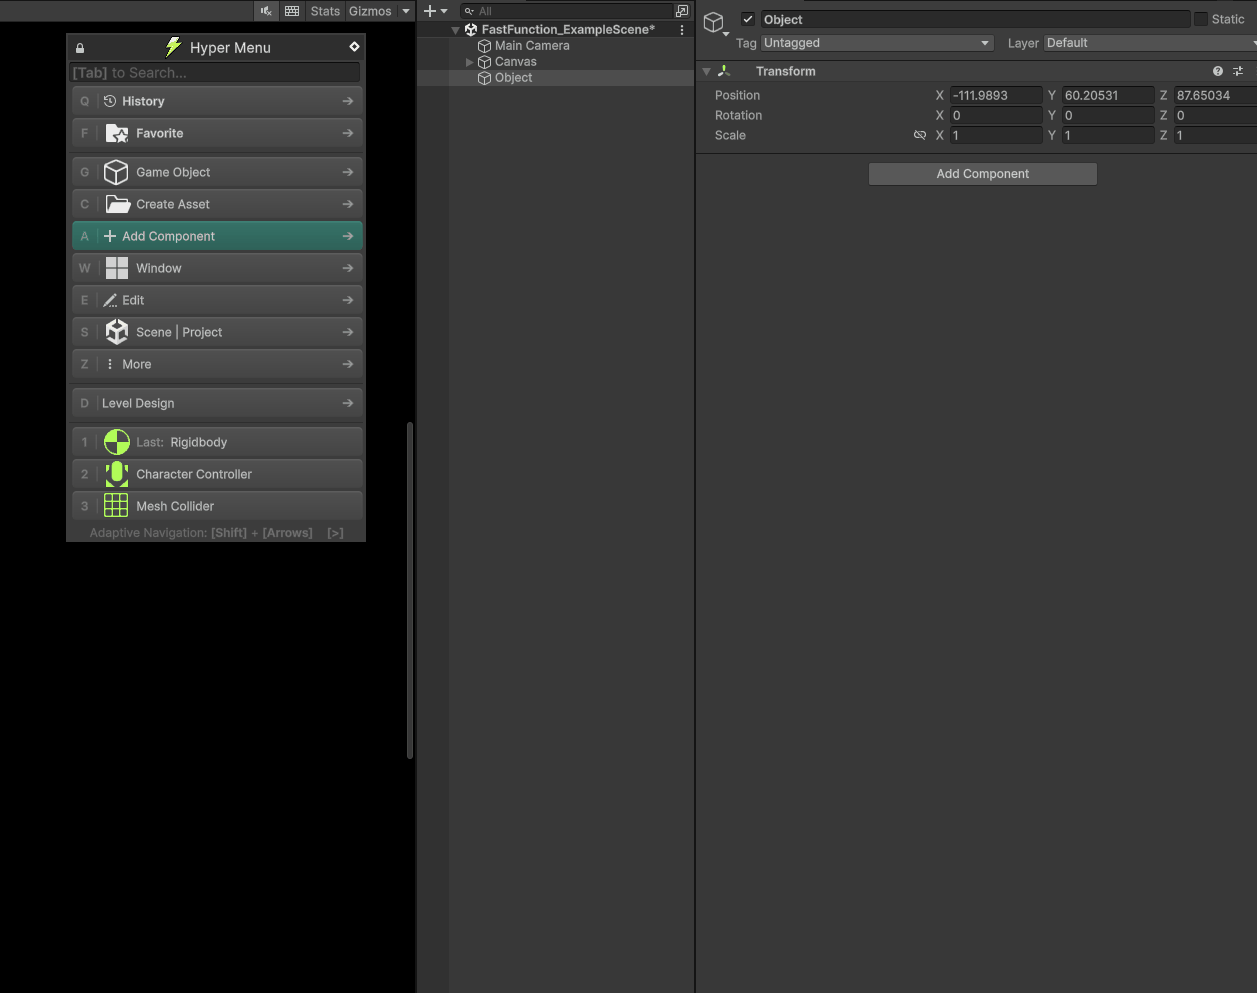 Stats Gizmos
Hyper Menu
[Tab] to Search...
Q History
F Favorite
G Game Object
C Create Asset
A Add Component
W Window
E Edit
S Scene | Project
Z More
D Level Design
1 Last: Rigidbody
2 Character Controller
3 Mesh Collider
Adaptive Navigation: [Shift] + [Arrows] [>]
All
FastFunction_ExampleScene*
Main Camera
Canvas
Object
Object Static
Tag Untagged Layer Default
Transform
Position X -111.9893 Y 60.20531 Z 87.65034
Rotation X 0 Y 0 Z 0
Scale X 1 Y 1 Z 1
Add Component